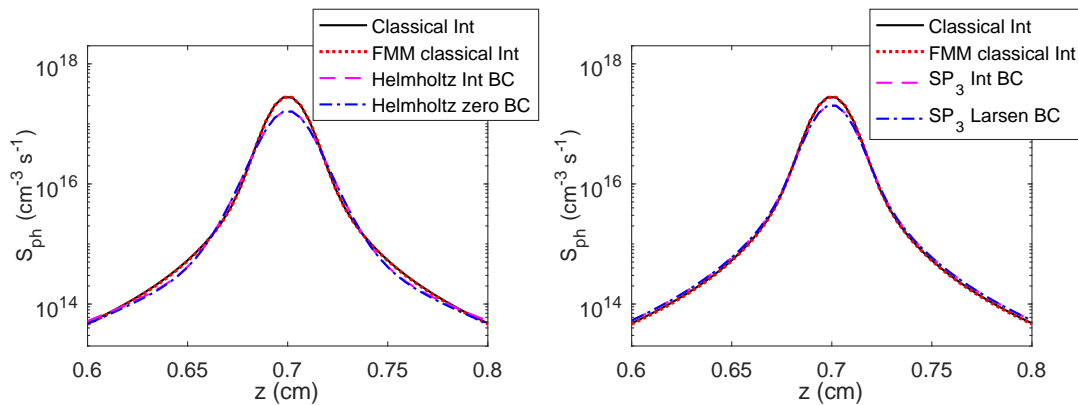 Classical Int
FMM classical Int
Helmholtz Int BC
Helmholtz zero BC
10^18
10^16
10^14
S_ph (cm^-3 s^-1)
0.6 0.65 0.7 0.75 0.8
z (cm)
Classical Int
FMM classical Int
SP_3 Int BC
SP_3 Larsen BC
10^18
10^16
10^14
S_ph (cm^-3 s^-1)
0.6 0.65 0.7 0.75 0.8
z (cm)